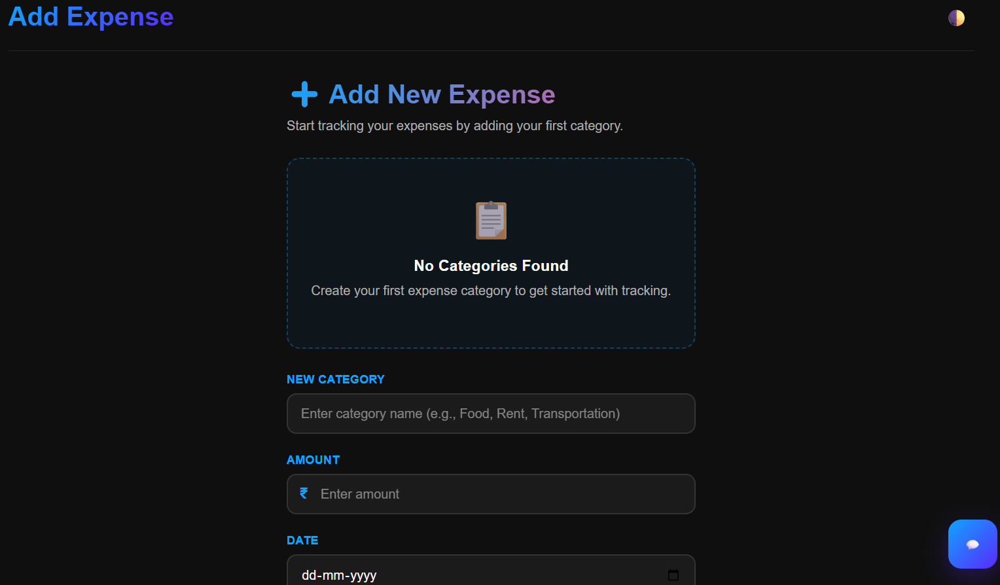 Add Expense
Add New Expense
Start tracking your expenses by adding your first category.
No Categories Found
Create your first expense category to get started with tracking.
NEW CATEGORY
Enter category name (e.g., Food, Rent, Transportation)
AMOUNT
₹ Enter amount
DATE
dd-mm-yyyy